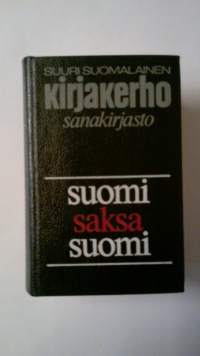 SUURI SUOMALAINEN
kirjakerho
sanakirjasto
suomi
saksa
suomi